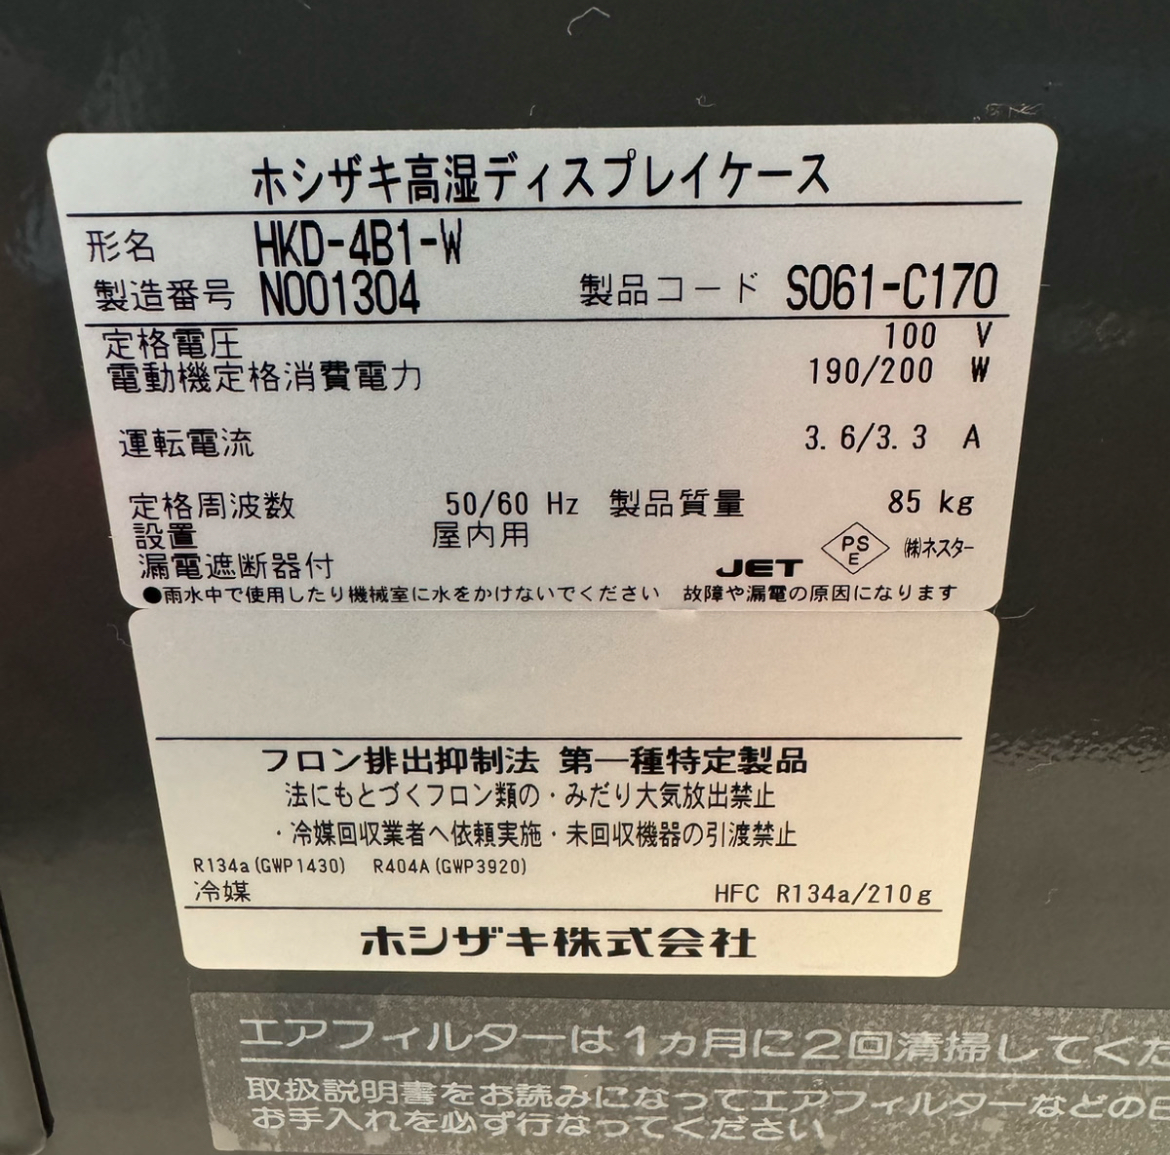 ホシザキ高湿ディスプレイケース
形名 HKD-4B1-W
製造番号 N001304 製品コード S061-C170
定格電圧 100 V
電動機定格消費電力 190/200 W
運転電流 3.6/3.3 A
定格周波数 50/60 Hz 製品質量 85 kg
設置 屋内用
漏電遮断器付 JET PSE ㈱ネスター
●雨水中で使用したり機械室に水をかけないでください 故障や漏電の原因になります
フロン排出抑制法 第一種特定製品
法にもとづくフロン類の・みだり大気放出禁止
・冷媒回収業者へ依頼実施・未回収機器の引渡禁止
R134a(GWP1430) R404A(GWP3920)
冷媒 HFC R134a/210g
ホシザキ株式会社
エアフィルターは1ヵ月に2回清掃してくだ
取扱説明書をお読みになってエアフィルターなどの日
お手入れを必ず行なってください